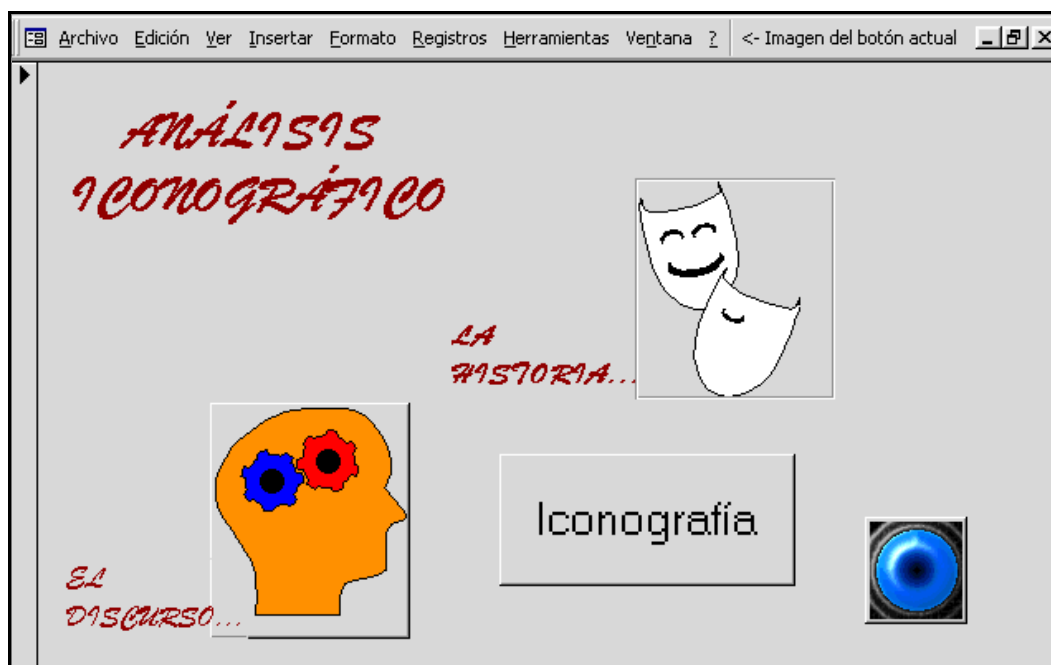 Archivo Edición Ver Insertar Formato Registros Herramientas Ventana ? <- Imagen del botón actual
ANÁLISIS
ICONOGRÁFICO
LA
HISTORIA...
Iconografía
EL
DISCURSO...